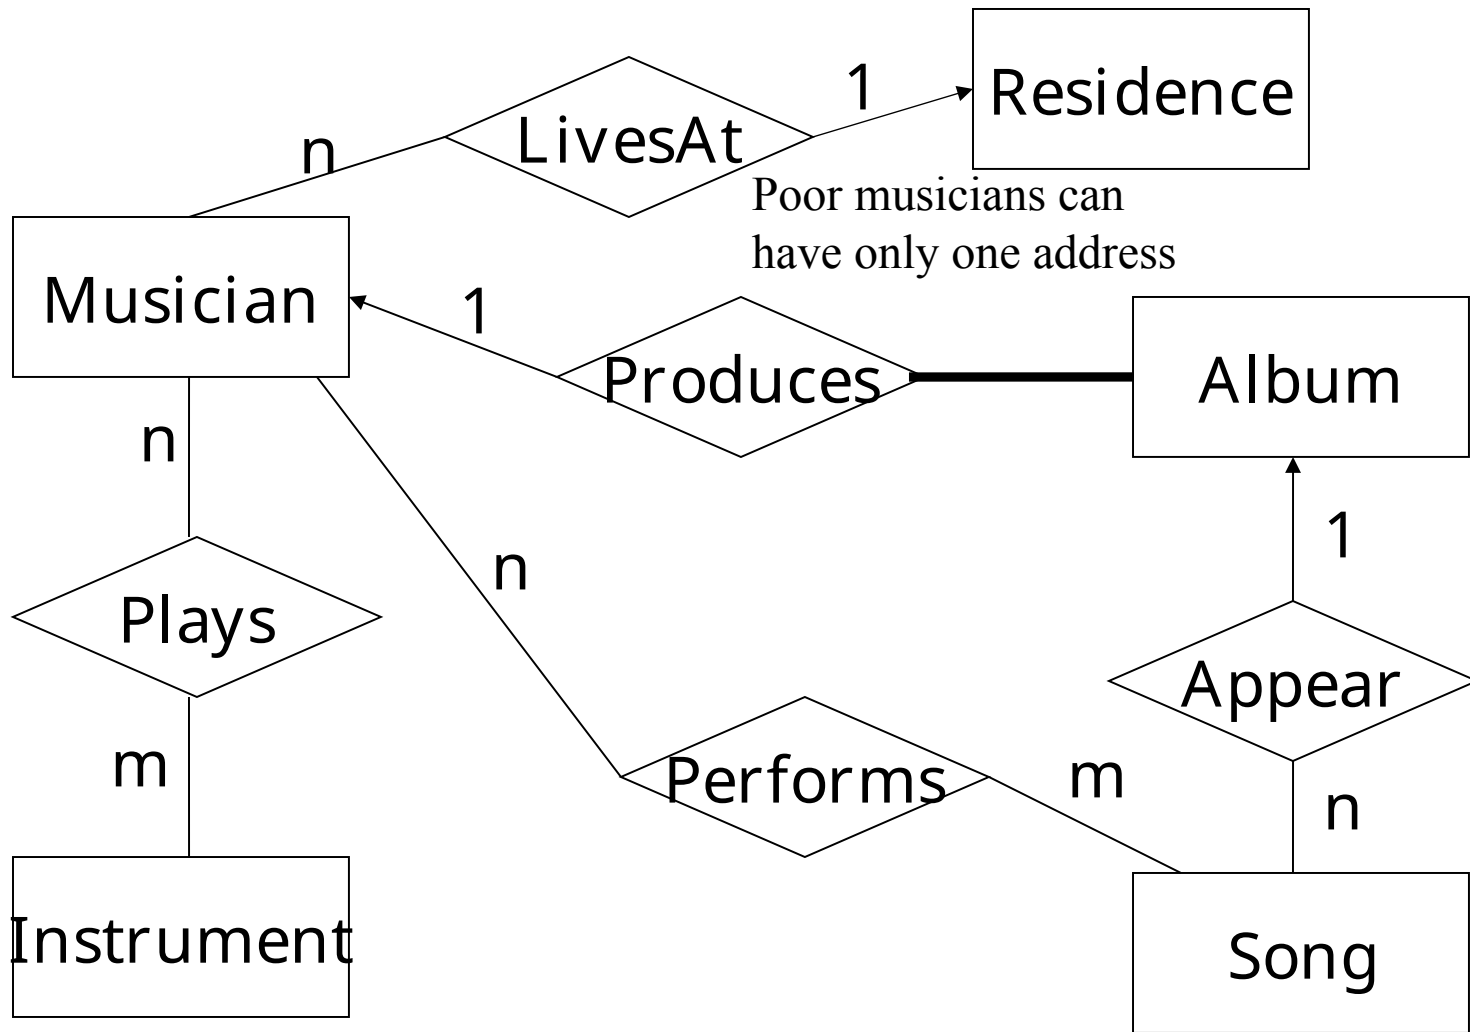 Residence
1
LivesAt
n
Poor musicians can
have only one address
Musician
1
Produces
Album
n
n
1
Plays
Appear
m
Performs
m
n
Instrument
Song